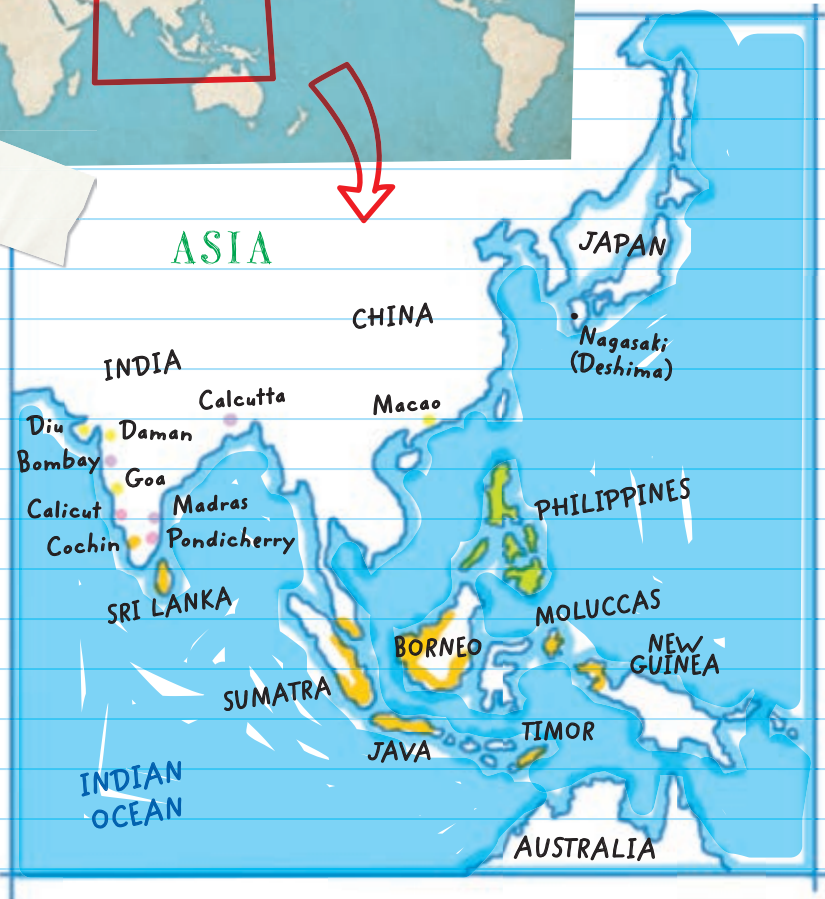 ASIA
JAPAN
CHINA
Nagasaki
(Deshima)
INDIA
Calcutta
Macao
Diu
Daman
Bombay
Goa
PHILIPPINES
Calicut
Madras
Cochin
Pondicherry
SRI LANKA
MOLUCCAS
BORNEO
NEW
GUINEA
SUMATRA
TIMOR
JAVA
INDIAN
OCEAN
AUSTRALIA